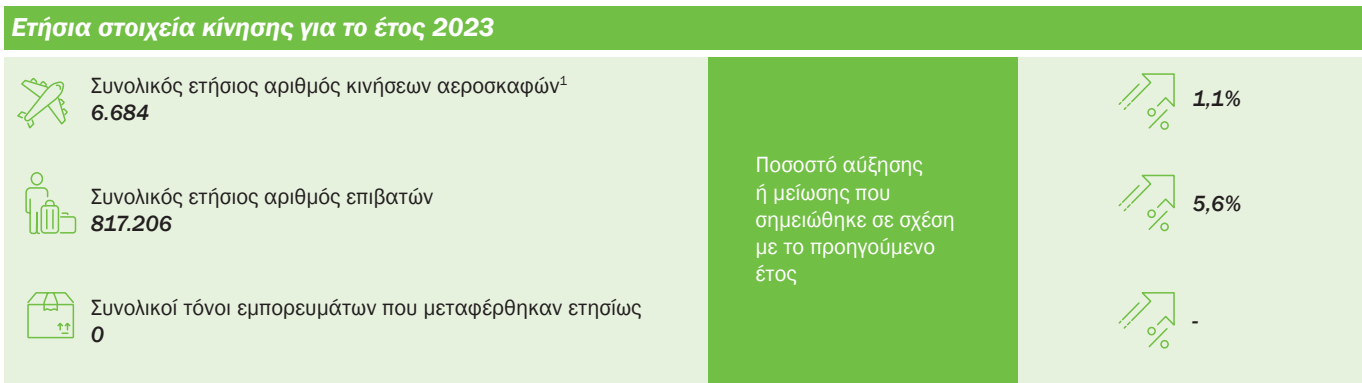 Ετήσια στοιχεία κίνησης για το έτος 2023
Συνολικός ετήσιος αριθμός κινήσεων αεροσκαφών¹
6.684
Συνολικός ετήσιος αριθμός επιβατών
817.206
Συνολικοί τόνοι εμπορευμάτων που μεταφέρθηκαν ετησίως
0
Ποσοστό αύξησης
ή μείωσης που
σημειώθηκε σε σχέση
με το προηγούμενο
έτος
1,1%
5,6%
-